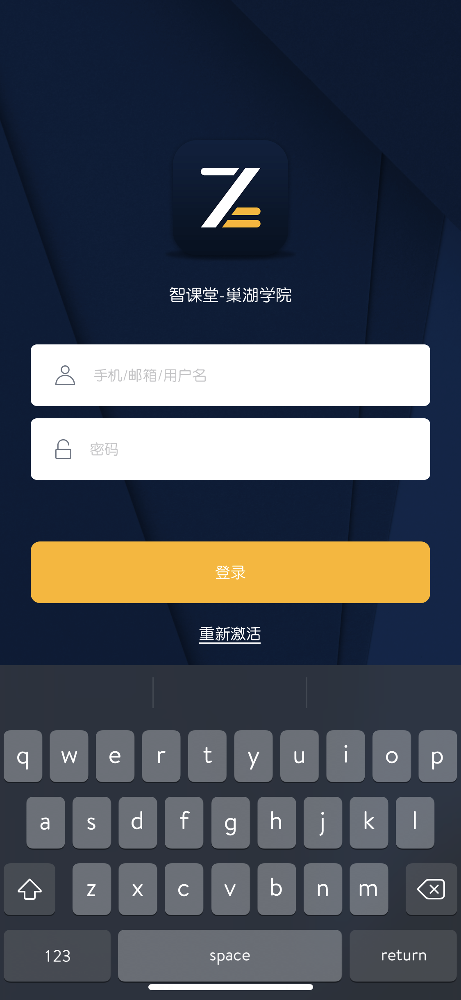 智课堂-巢湖学院
手机/邮箱/用户名
密码
登录
重新激活
q w e r t y u i o p
a s d f g h j k l
z x c v b n m
123 space return